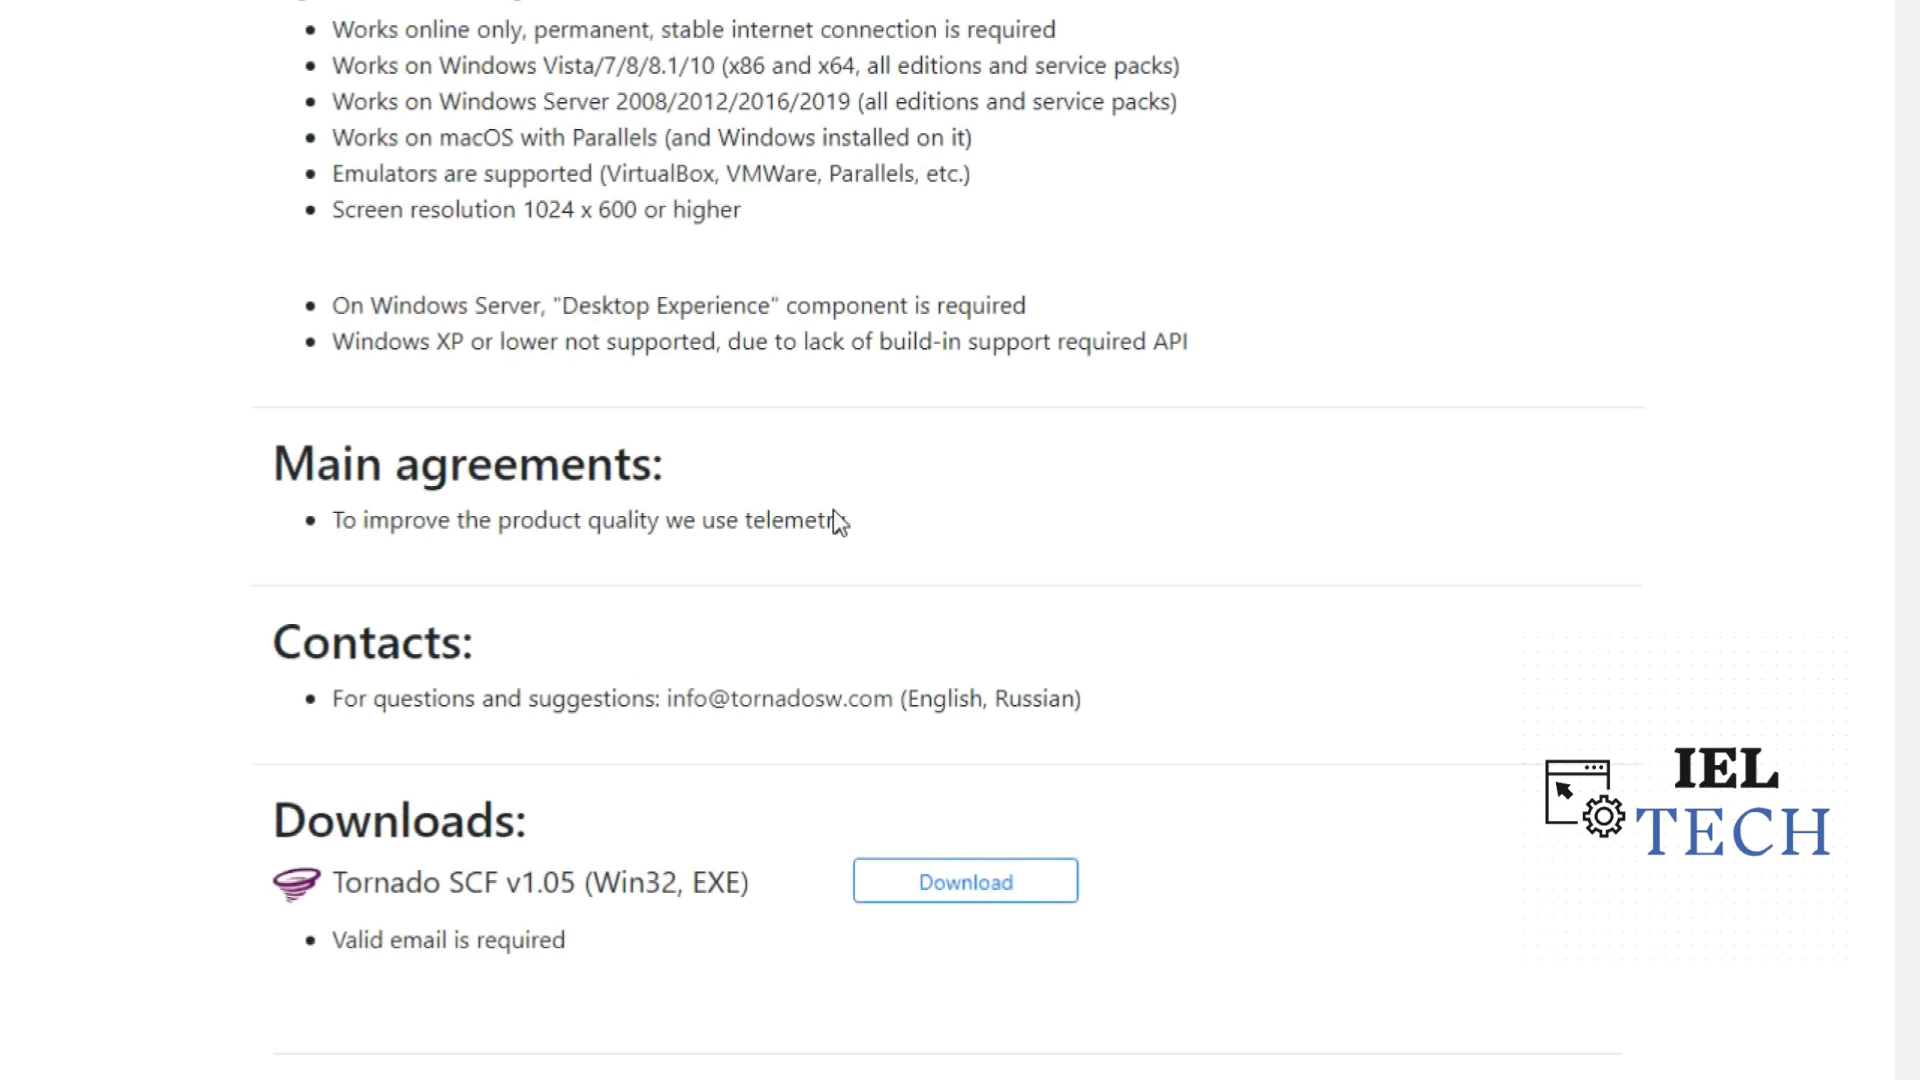 Works online only, permanent, stable internet connection is required
Works on Windows Vista/7/8/8.1/10 (x86 and x64, all editions and service packs)
Works on Windows Server 2008/2012/2016/2019 (all editions and service packs)
Works on macOS with Parallels (and Windows installed on it)
Emulators are supported (VirtualBox, VMWare, Parallels, etc.)
Screen resolution 1024 x 600 or higher
On Windows Server, "Desktop Experience" component is required
Windows XP or lower not supported, due to lack of build-in support required API
Main agreements:
To improve the product quality we use telemetry
Contacts:
For questions and suggestions: info@tornadosw.com (English, Russian)
IEL
TECH
Downloads:
Tornado SCF v1.05 (Win32, EXE)
Download
Valid email is required